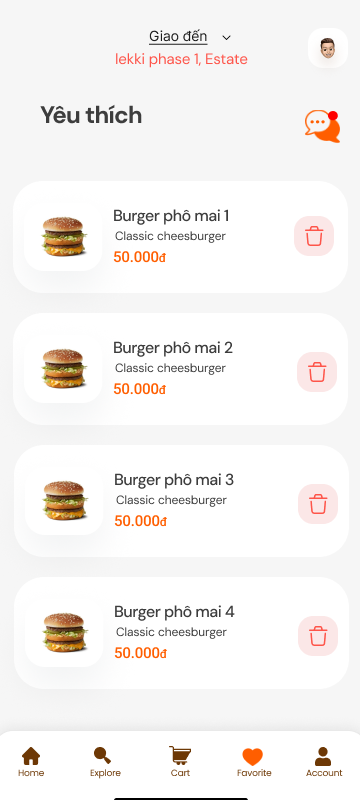 Giao đến
lekki phase 1, Estate
Yêu thích
Burger phô mai 1
Classic cheesburger
50.000đ
Burger phô mai 2
Classic cheesburger
50.000đ
Burger phô mai 3
Classic cheesburger
50.000đ
Burger phô mai 4
Classic cheesburger
50.000đ
Home Explore Cart Favorite Account